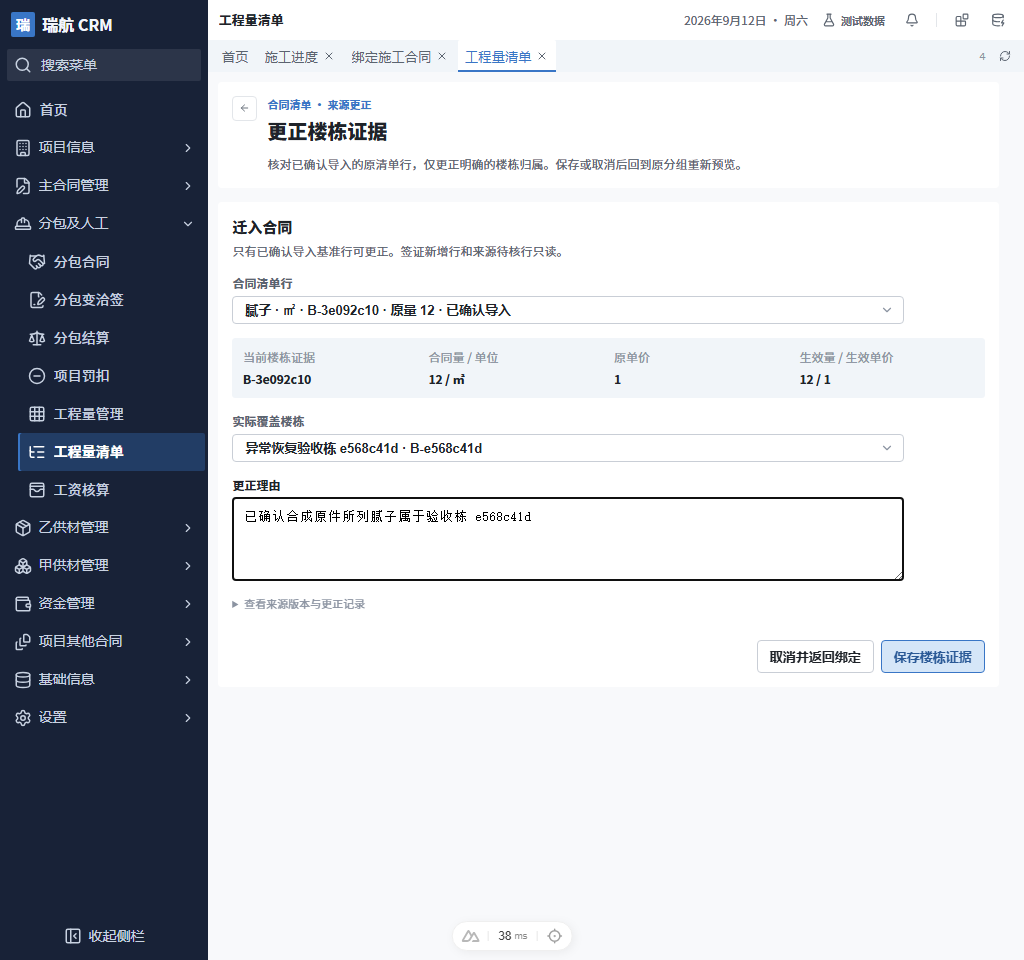 瑞 瑞航 CRM
搜索菜单
首页
项目信息
主合同管理
分包及人工
分包合同
分包变洽签
分包结算
项目罚扣
工程量管理
工程量清单
工资核算
乙供材管理
甲供材管理
资金管理
项目其他合同
基础信息
设置
收起侧栏
工程量清单
2026年9月12日 · 周六 测试数据
首页 施工进度 × 绑定施工合同 × 工程量清单 × 4
合同清单 · 来源更正
更正楼栋证据
核对已确认导入的原清单行，仅更正明确的楼栋归属。保存或取消后回到原分组重新预览。
迁入合同
只有已确认导入基准行可更正。签证新增行和来源待核行只读。
合同清单行
腻子 · ㎡ · B-3e092c10 · 原量 12 · 已确认导入
当前楼栋证据 合同量 / 单位 原单价 生效量 / 生效单价
B-3e092c10 12 / ㎡ 1 12 / 1
实际覆盖楼栋
异常恢复验收栋 e568c41d · B-e568c41d
更正理由
已确认合成原件所列腻子属于验收栋 e568c41d
查看来源版本与更正记录
取消并返回绑定 保存楼栋证据
38 ms